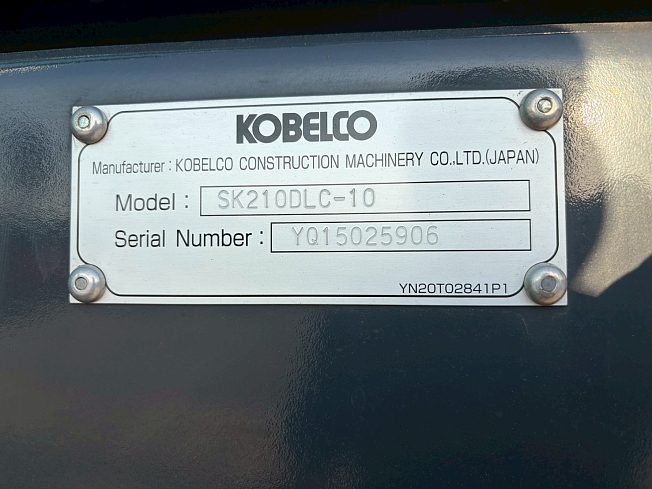 KOBELCO
Manufacturer : KOBELCO CONSTRUCTION MACHINERY CO.,LTD.(JAPAN)
Model : SK210DLC-10
Serial Number : YQ15025906
YN20T02841P1